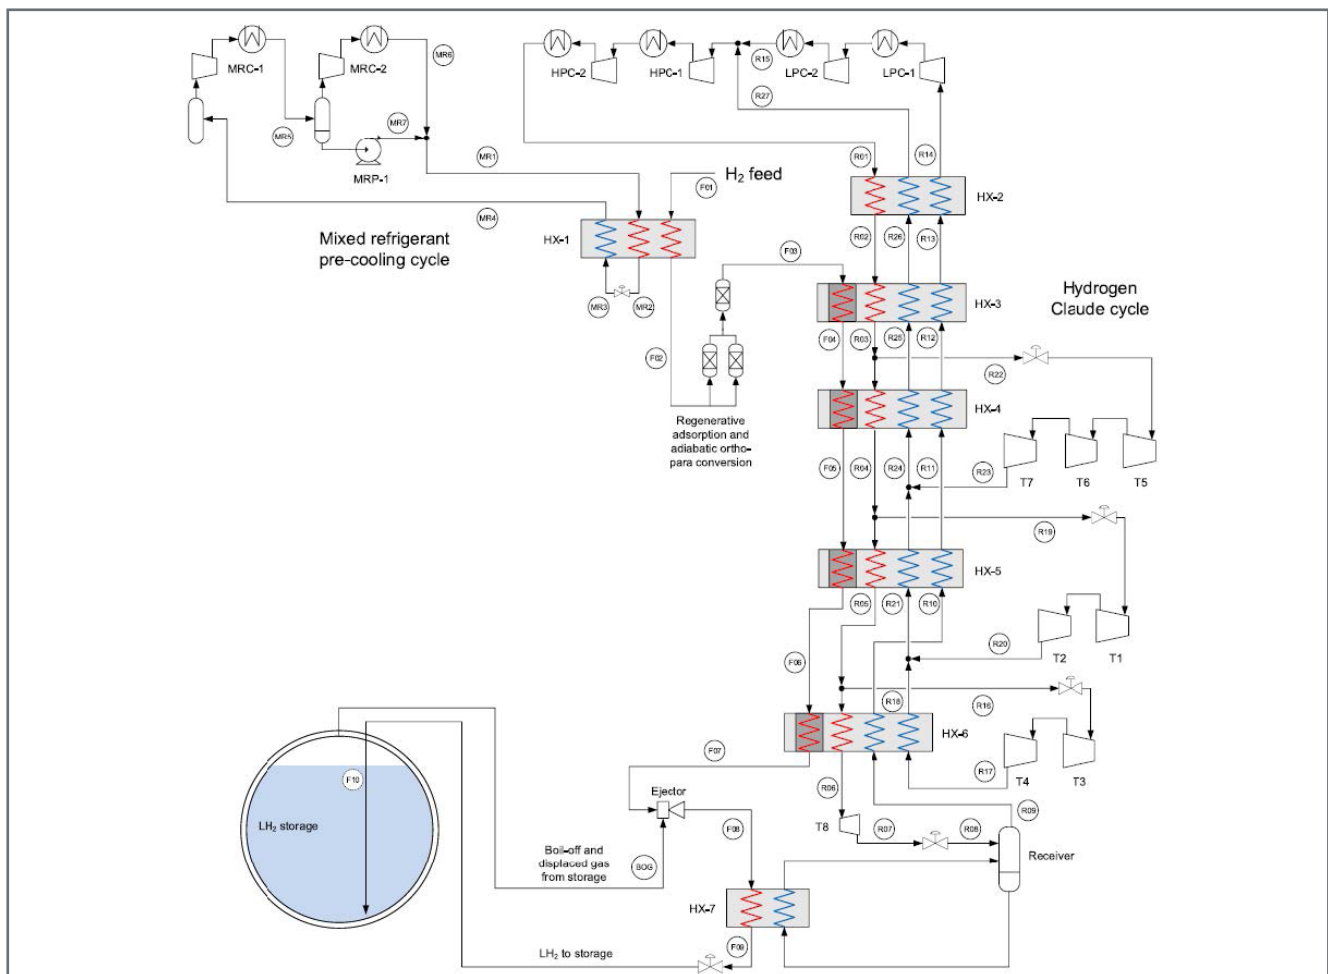 MRC-1
MRC-2
MR6
HPC-2
HPC-1
R15
LPC-2
LPC-1
R27
MR5
MR7
MRP-1
MR1
R01
R14
H₂ feed
F01
HX-2
MR4
Mixed refrigerant
pre-cooling cycle
HX-1
R02
R26
R13
F03
MR3
MR2
HX-3
Hydrogen
Claude cycle
F02
F04
R03
R25
R12
R22
HX-4
Regenerative
adsorption and
adiabatic ortho-
para conversion
F05
R04
R24
R11
R23
T7
T6
T5
R19
HX-5
R05
R21
R10
R20
T2
T1
F06
R18
R16
HX-6
F07
R17
T4
T3
F10
Ejector
R06
R09
LH₂ storage
T8
R07
R08
F08
Receiver
Boil-off and
displaced gas
from storage
BOG
HX-7
F09
LH₂ to storage